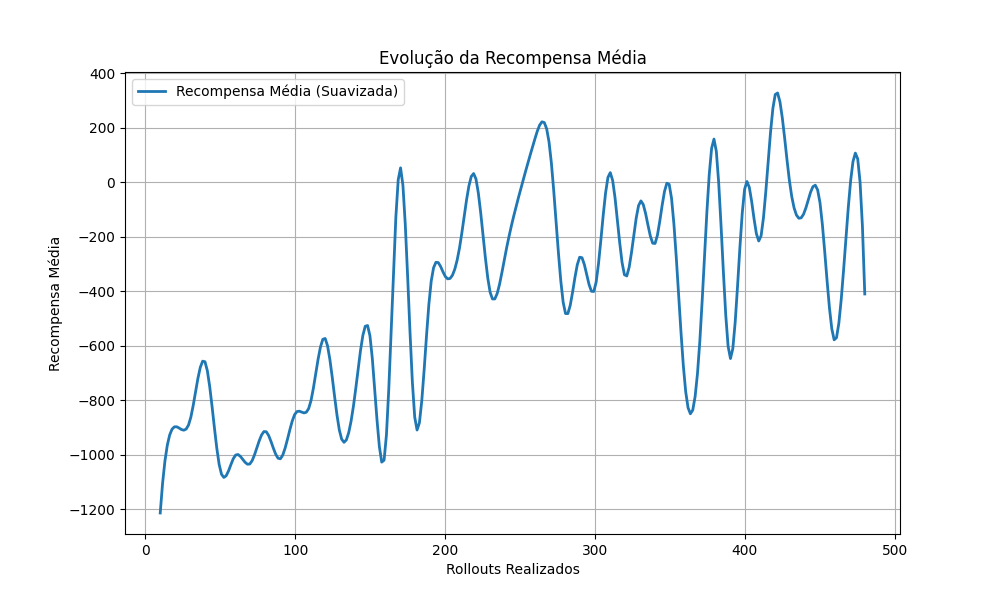 Evolução da Recompensa Média
Recompensa Média (Suavizada)
Recompensa Média
400
200
0
−200
−400
−600
−800
−1000
−1200
0 100 200 300 400 500
Rollouts Realizados